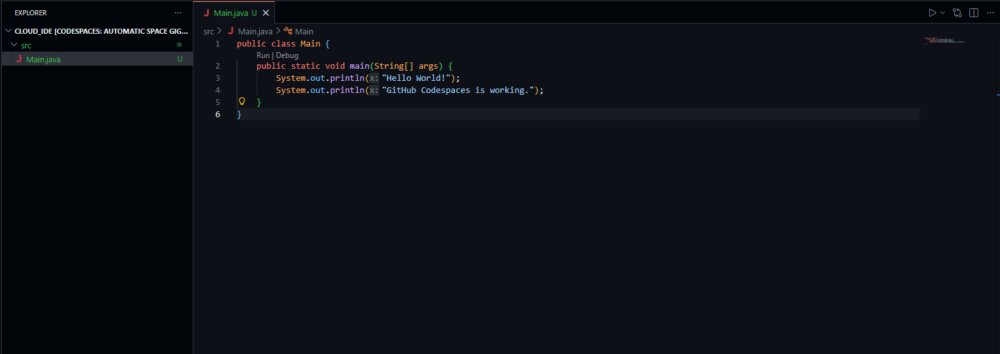 EXPLORER
CLOUD_IDE [CODESPACES: AUTOMATIC SPACE GIG...
src
Main.java U
Main.java U
src > Main.java > Main
1 public class Main {
Run | Debug
2 public static void main(String[] args) {
3 System.out.println(x: "Hello World!");
4 System.out.println(x: "GitHub Codespaces is working.");
5 }
6 }